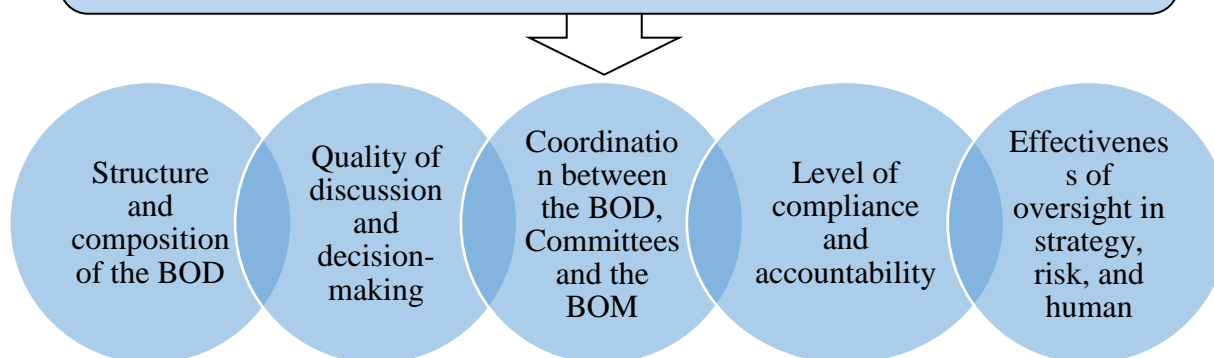 Structure
and
composition
of the BOD
Quality of
discussion
and
decision-
making
Coordinatio
n between
the BOD,
Committees
and the
BOM
Level of
compliance
and
accountability
Effectivenes
s of
oversight in
strategy,
risk, and
human